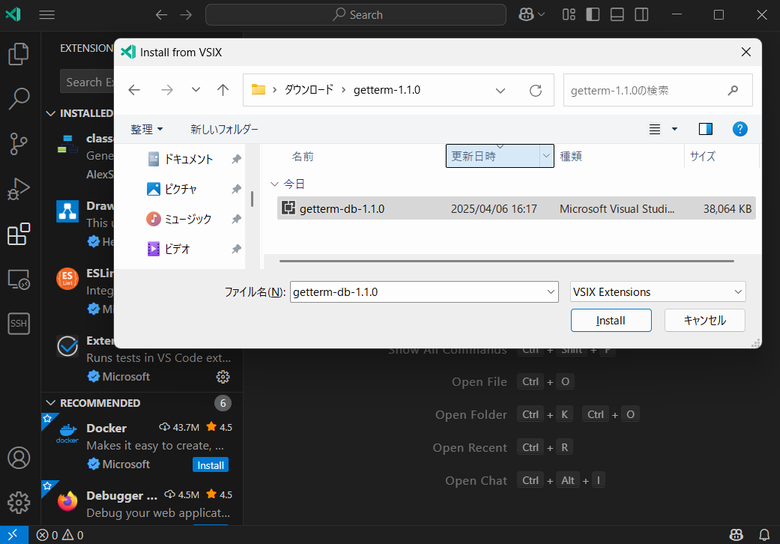 Search
Install from VSIX
ダウンロード
getterm-1.1.0
getterm-1.1.0の検索
整理
新しいフォルダー
ドキュメント
ピクチャ
ミュージック
ビデオ
名前
更新日時
種類
サイズ
今日
getterm-db-1.1.0
2025/04/06 16:17
Microsoft Visual Studi...
38,064 KB
ファイル名(N):
getterm-db-1.1.0
VSIX Extensions
Install
キャンセル
EXTENSION
Search E
INSTALLED
class
Gene
AlexS
Draw
This u
He
ES
Lint
ESLin
Integ
Mi
Exten
Runs tests in VS Code ext...
Microsoft
RECOMMENDED
6
docker
Docker
43.7M
4.5
Makes it easy to create, ...
Microsoft
Install
Debugger ...
4.5M
4.5
Debug your web applicat...
SSH
Show All Commands Ctrl + Shift + P
Open File Ctrl + O
Open Folder Ctrl + K Ctrl + O
Open Recent Ctrl + R
Open Chat Ctrl + Alt + I
0
0